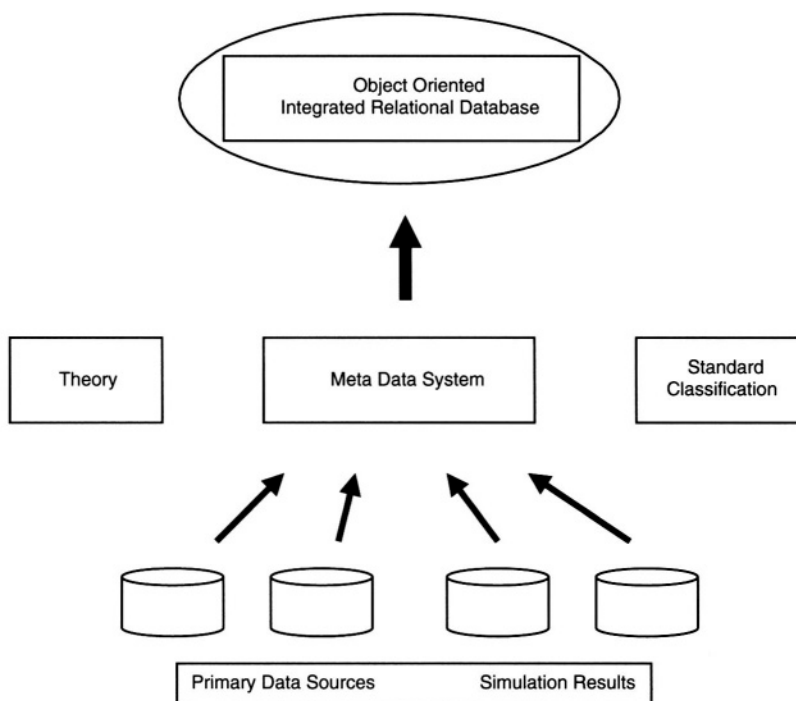 Object Oriented
Integrated Relational Database
Theory
Meta Data System
Standard
Classification
Primary Data Sources
Simulation Results